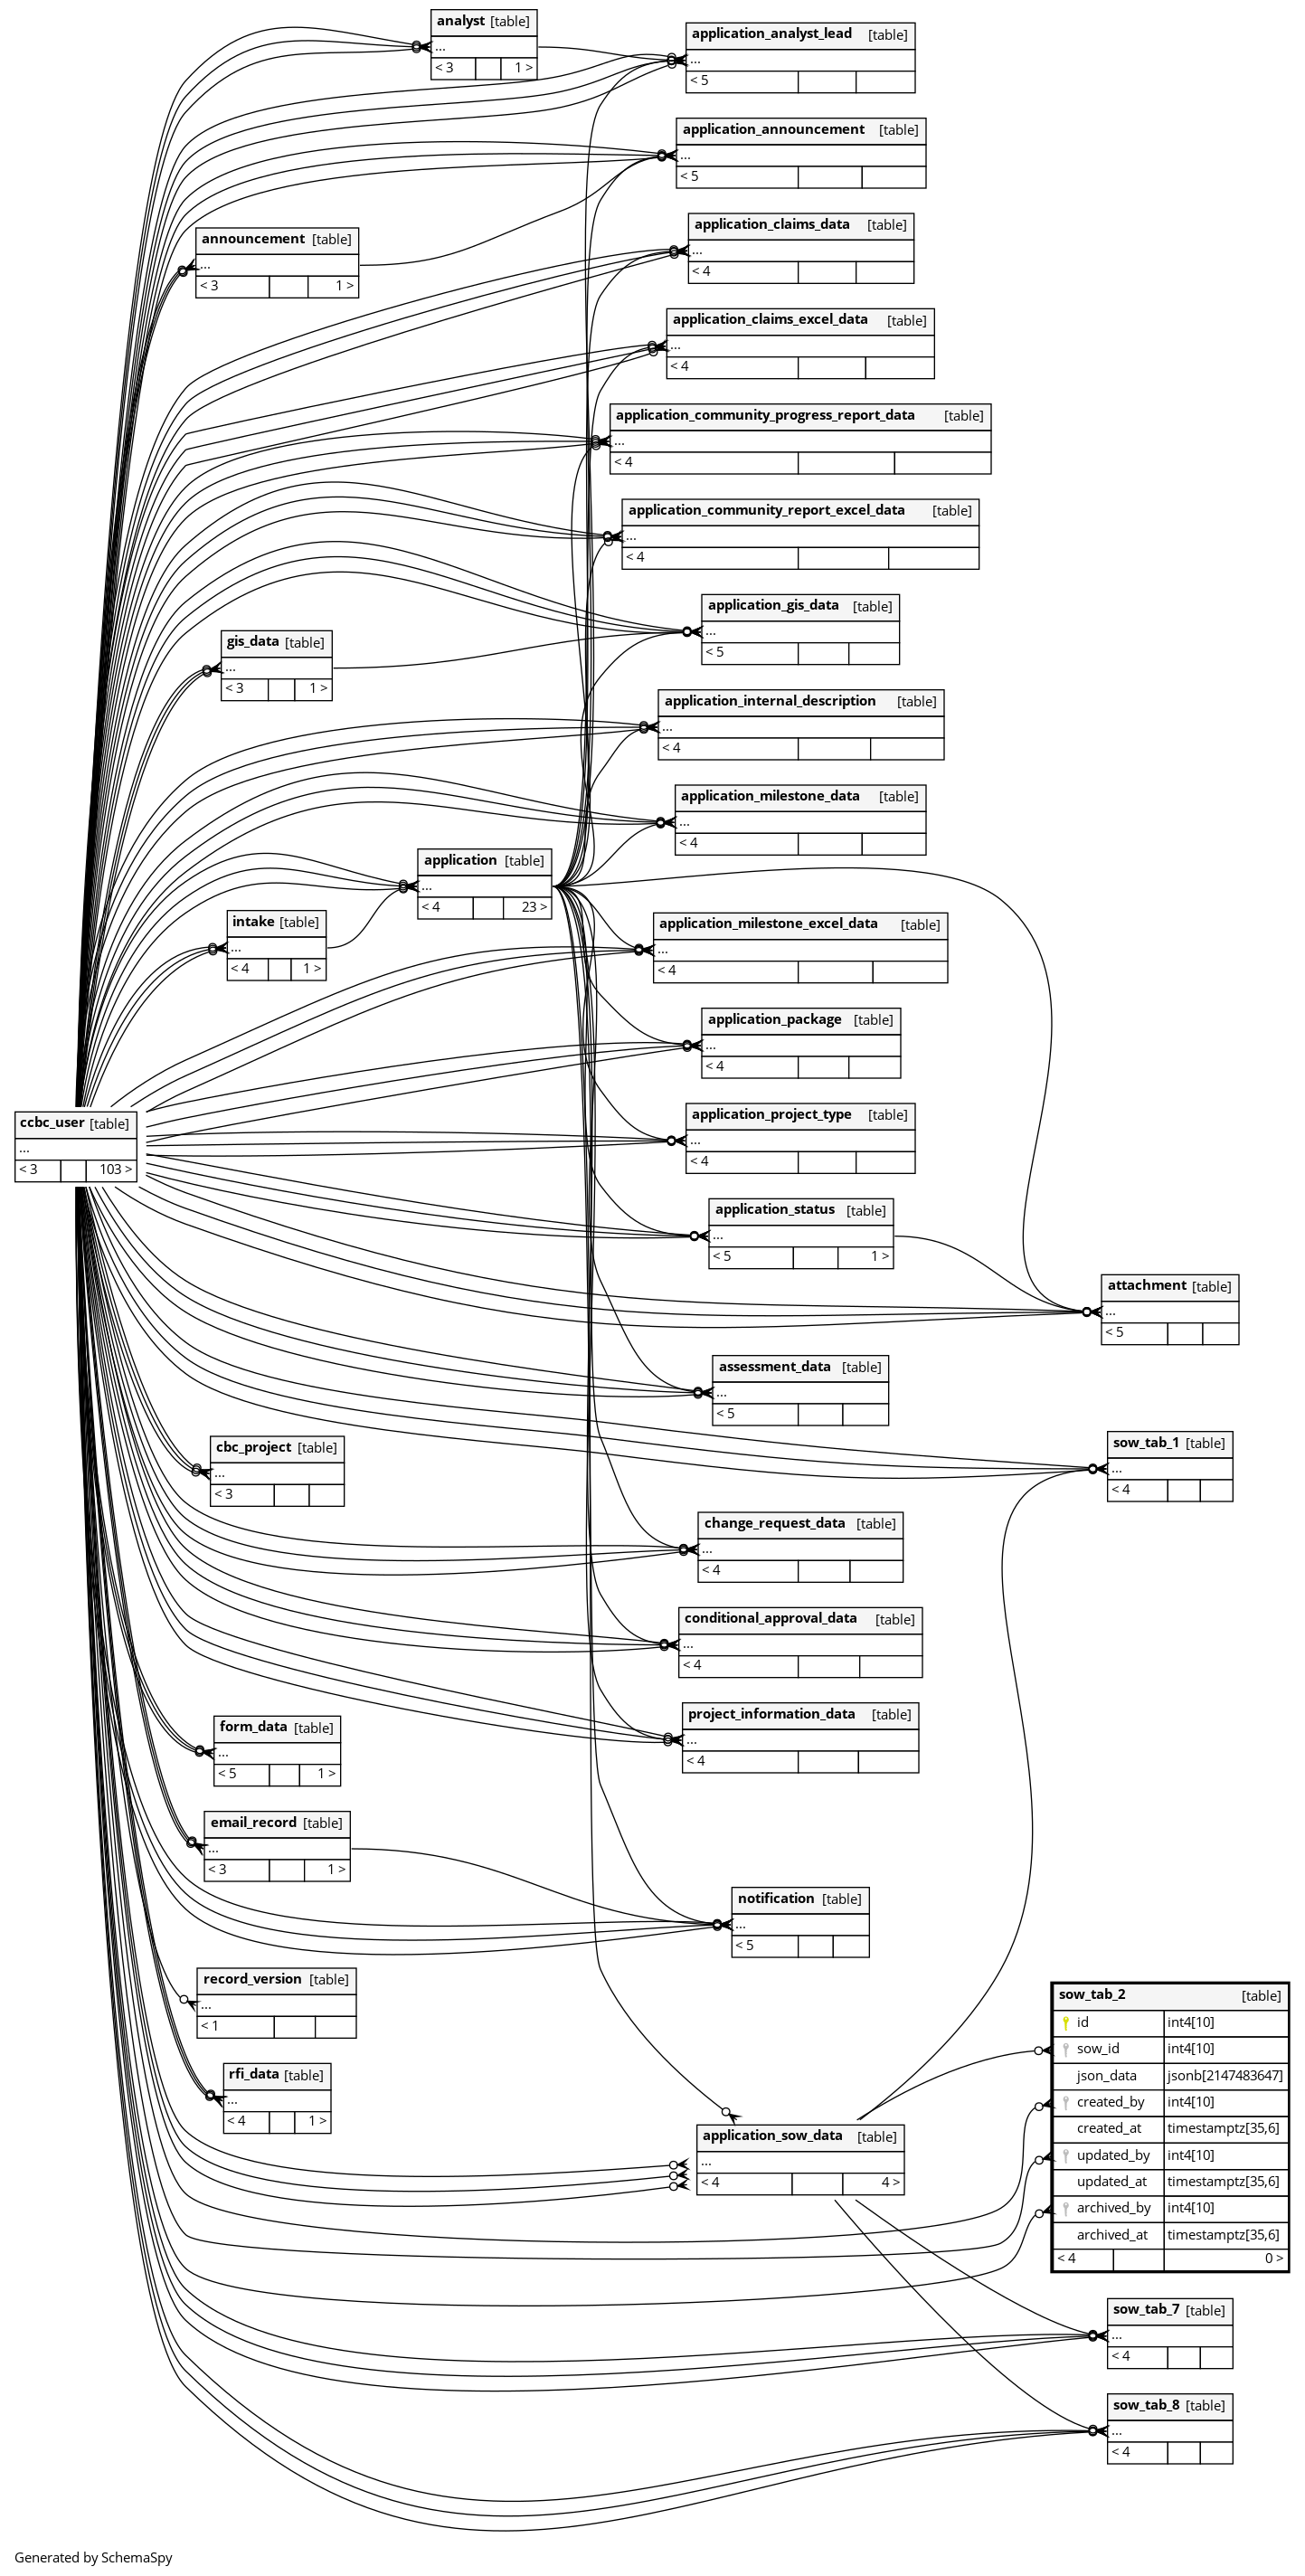 analyst [table]
...
< 3 1 >
application_analyst_lead [table]
...
< 5
application_announcement [table]
...
< 5
announcement [table]
...
< 3 1 >
application_claims_data [table]
...
< 4
application_claims_excel_data [table]
...
< 4
application_community_progress_report_data [table]
...
< 4
application_community_report_excel_data [table]
...
< 4
application_gis_data [table]
...
< 5
gis_data [table]
...
< 3 1 >
application_internal_description [table]
...
< 4
application_milestone_data [table]
...
< 4
application [table]
...
< 4 23 >
intake [table]
...
< 4 1 >
application_milestone_excel_data [table]
...
< 4
application_package [table]
...
< 4
ccbc_user [table]
...
< 3 103 >
application_project_type [table]
...
< 4
application_status [table]
...
< 5 1 >
attachment [table]
...
< 5
assessment_data [table]
...
< 5
cbc_project [table]
...
< 3
sow_tab_1 [table]
...
< 4
change_request_data [table]
...
< 4
conditional_approval_data [table]
...
< 4
project_information_data [table]
...
< 4
form_data [table]
...
< 5 1 >
email_record [table]
...
< 3 1 >
notification [table]
...
< 5
record_version [table]
...
< 1
sow_tab_2 [table]
id int4[10]
sow_id int4[10]
json_data jsonb[2147483647]
created_by int4[10]
created_at timestamptz[35,6]
updated_by int4[10]
updated_at timestamptz[35,6]
archived_by int4[10]
archived_at timestamptz[35,6]
< 4 0 >
rfi_data [table]
...
< 4 1 >
application_sow_data [table]
...
< 4 4 >
sow_tab_7 [table]
...
< 4
sow_tab_8 [table]
...
< 4
Generated by SchemaSpy